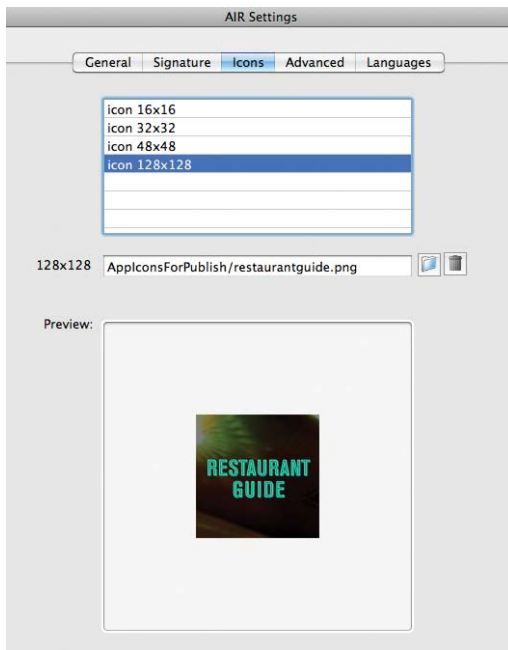 AIR Settings
General Signature Icons Advanced Languages
icon 16x16
icon 32x32
icon 48x48
icon 128x128
128x128 AppIconsForPublish/restaurantguide.png
Preview:
RESTAURANT
GUIDE